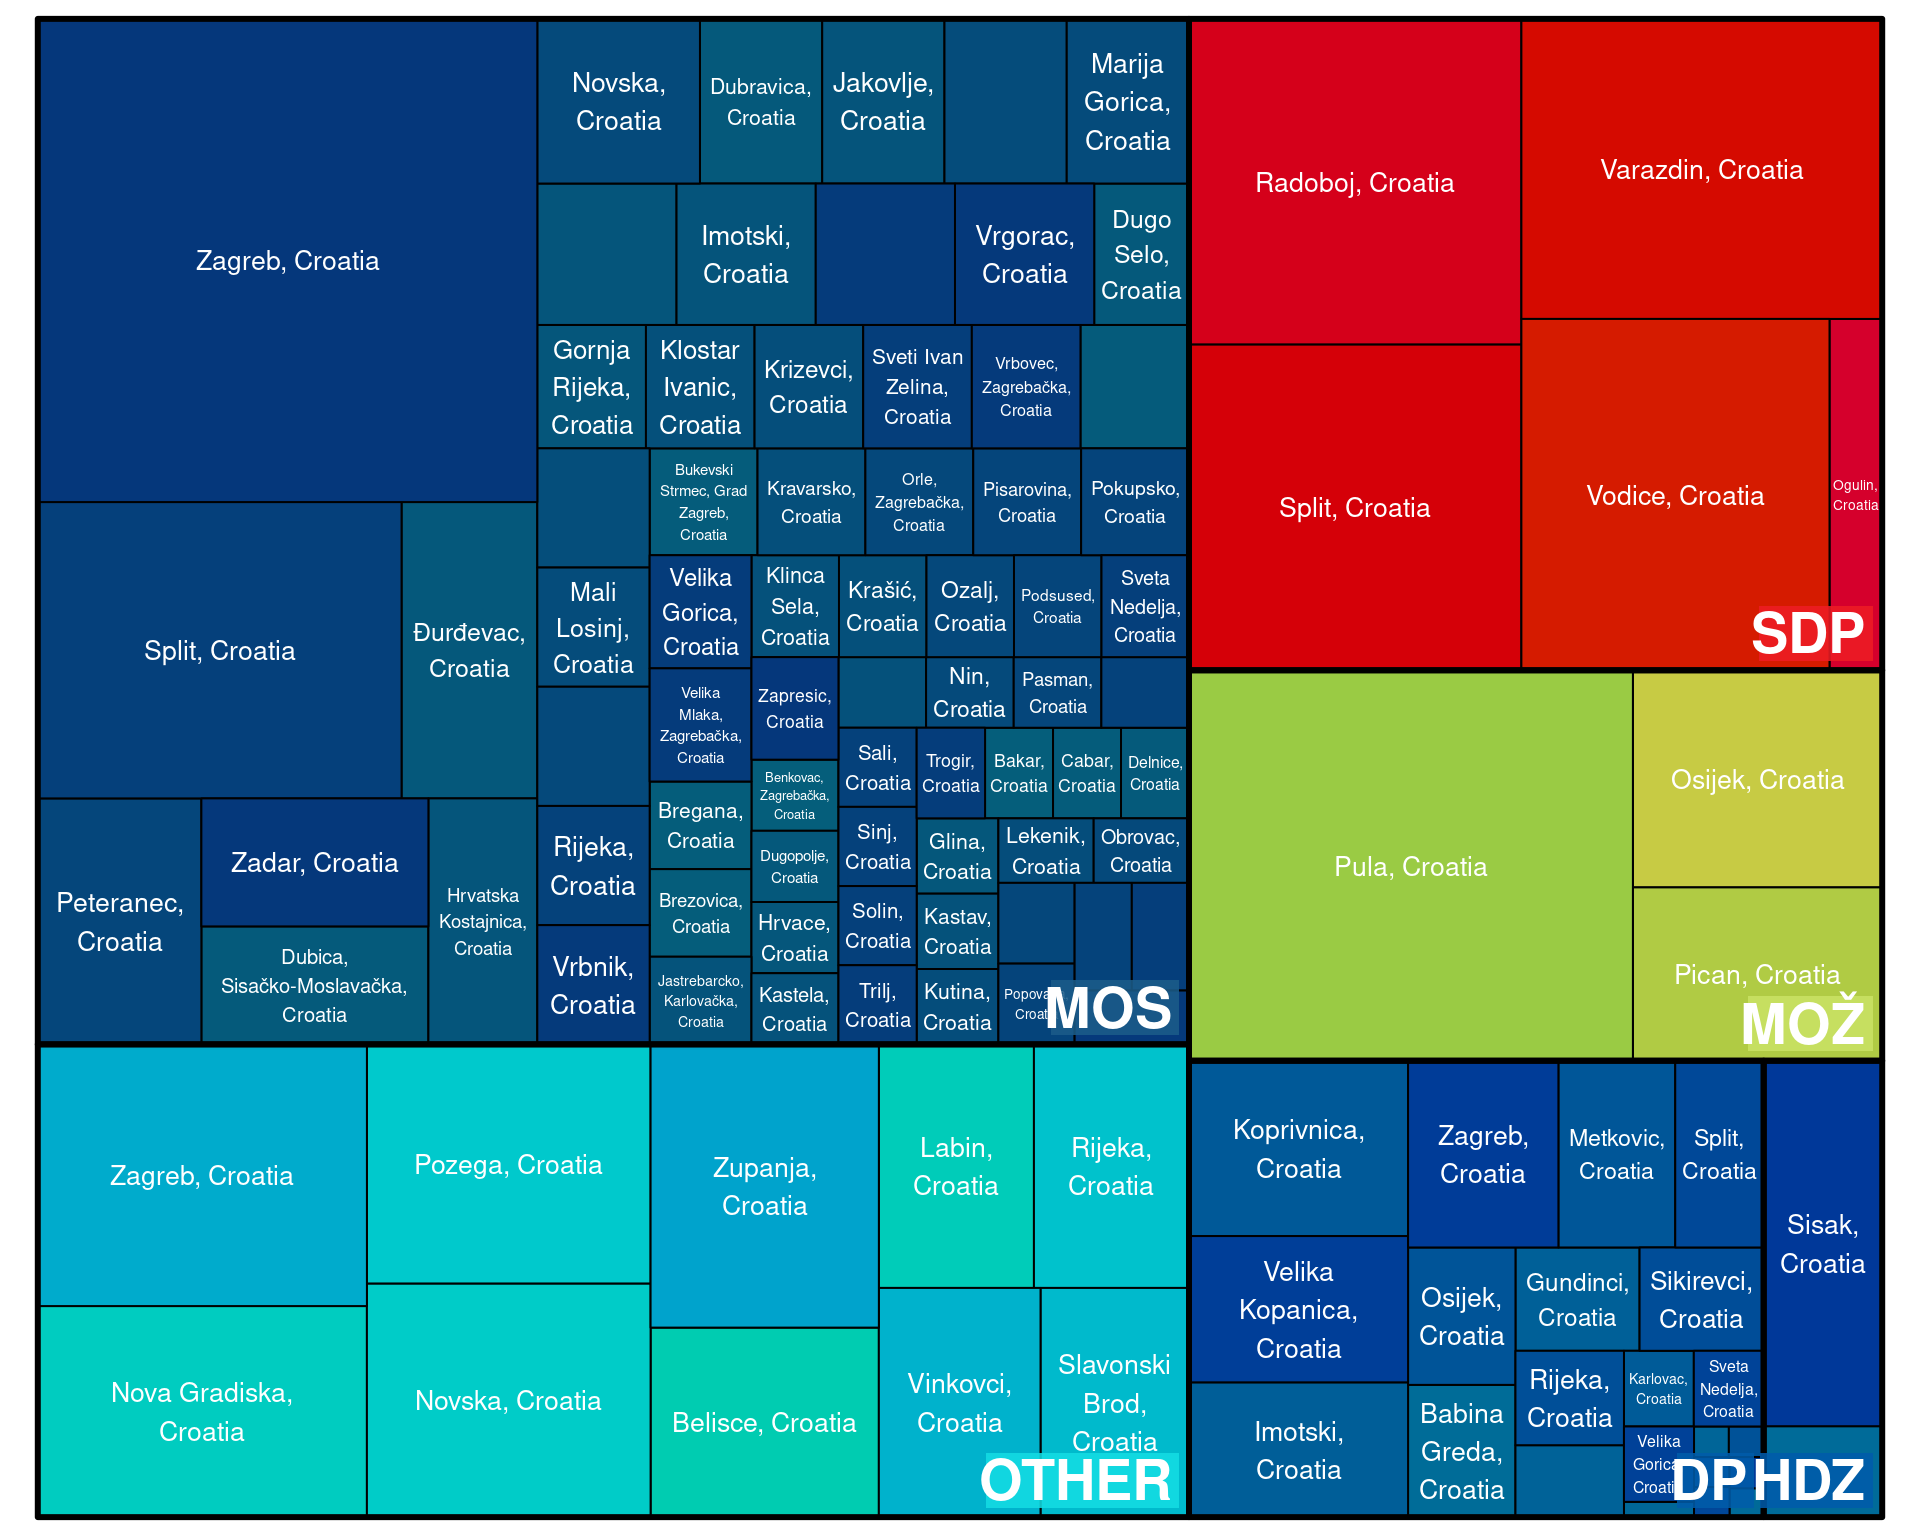 Zagreb, Croatia
Split, Croatia
Đurđevac,
Croatia
Peteranec,
Croatia
Zadar, Croatia
Dubica,
Sisačko-Moslavačka,
Croatia
Hrvatska
Kostajnica,
Croatia
Novska,
Croatia
Dubravica,
Croatia
Jakovlje,
Croatia
Marija
Gorica,
Croatia
Imotski,
Croatia
Vrgorac,
Croatia
Dugo
Selo,
Croatia
Gornja
Rijeka,
Croatia
Klostar
Ivanic,
Croatia
Krizevci,
Croatia
Sveti Ivan
Zelina,
Croatia
Vrbovec,
Zagrebačka,
Croatia
Bukevski
Strmec, Grad
Zagreb,
Croatia
Kravarsko,
Croatia
Orle,
Zagrebačka,
Croatia
Pisarovina,
Croatia
Pokupsko,
Croatia
Mali
Losinj,
Croatia
Rijeka,
Croatia
Vrbnik,
Croatia
Velika
Gorica,
Croatia
Velika
Mlaka,
Zagrebačka,
Croatia
Bregana,
Croatia
Brezovica,
Croatia
Jastrebarcko,
Karlovačka,
Croatia
Klinca
Sela,
Croatia
Krašić,
Croatia
Ozalj,
Croatia
Podsused,
Croatia
Sveta
Nedelja,
Croatia
Zapresic,
Croatia
Benkovac,
Zagrebačka,
Croatia
Dugopolje,
Croatia
Hrvace,
Croatia
Kastela,
Croatia
Nin,
Croatia
Pasman,
Croatia
Sali,
Croatia
Sinj,
Croatia
Solin,
Croatia
Trilj,
Croatia
Trogir,
Croatia
Bakar,
Croatia
Cabar,
Croatia
Delnice,
Croatia
Glina,
Croatia
Kastav,
Croatia
Kutina,
Croatia
Lekenik,
Croatia
Obrovac,
Croatia
MOS
Radoboj, Croatia
Split, Croatia
Varazdin, Croatia
Vodice, Croatia
Ogulin,
Croatia
SDP
Pula, Croatia
Osijek, Croatia
Pican, Croatia
MOŽ
Zagreb, Croatia
Nova Gradiska,
Croatia
Pozega, Croatia
Novska, Croatia
Zupanja,
Croatia
Belisce, Croatia
Labin,
Croatia
Rijeka,
Croatia
Vinkovci,
Croatia
Slavonski
Brod,
Croatia
OTHER
Koprivnica,
Croatia
Velika
Kopanica,
Croatia
Imotski,
Croatia
Zagreb,
Croatia
Metkovic,
Croatia
Split,
Croatia
Osijek,
Croatia
Babina
Greda,
Croatia
Gundinci,
Croatia
Sikirevci,
Croatia
Rijeka,
Croatia
Karlovac,
Croatia
Sveta
Nedelja,
Croatia
Velika
DP
Sisak,
Croatia
HDZ